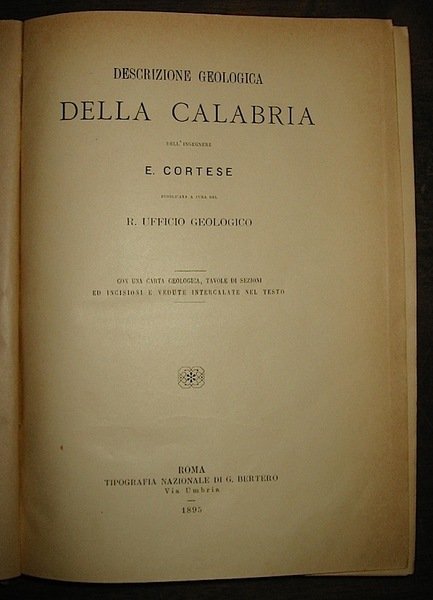 DESCRIZIONE GEOLOGICA
DELLA CALABRIA
DELL'INGEGNERE
E. CORTESE
PUBBLICATA A CURA DEL
R. UFFICIO GEOLOGICO
CON UNA CARTA GEOLOGICA, TAVOLE DI SEZIONI
ED INCISIONI E VEDUTE INTERCALATE NEL TESTO
ROMA
TIPOGRAFIA NAZIONALE DI G. BERTERO
Via Umbria
1895